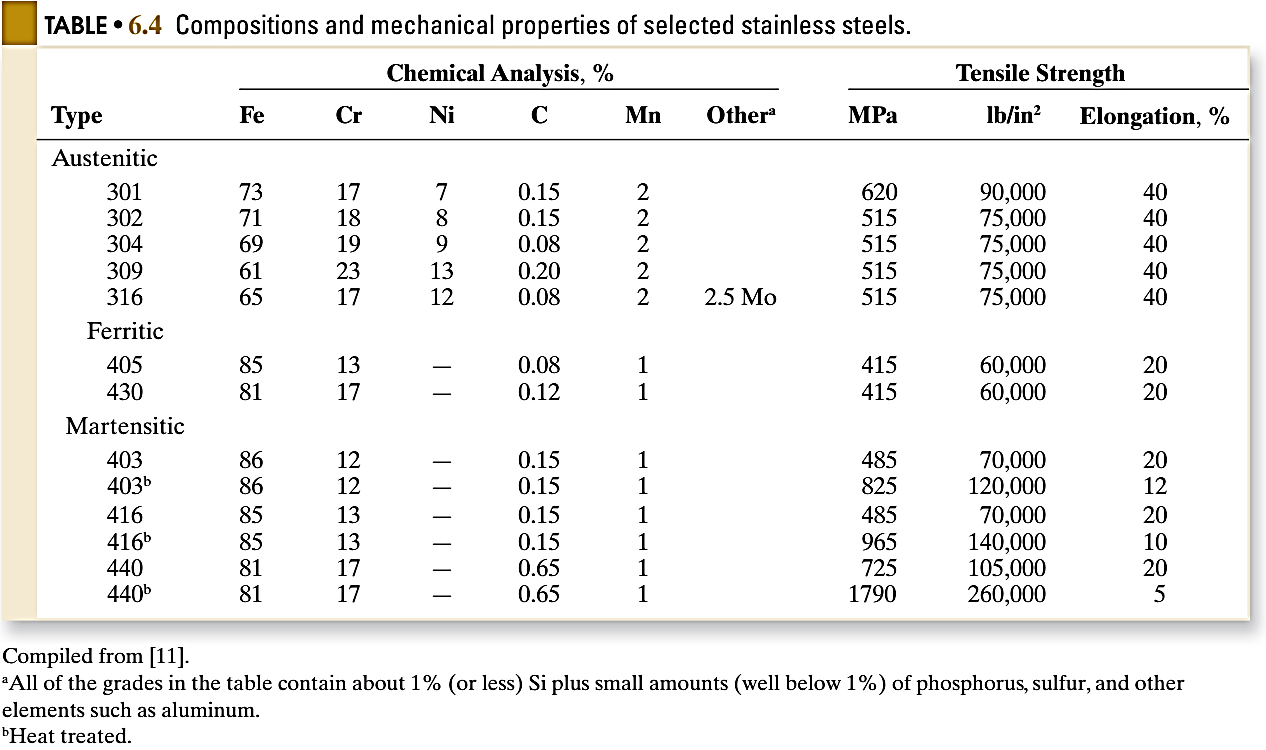 TABLE • 6.4 Compositions and mechanical properties of selected stainless steels.
Chemical Analysis, % Tensile Strength
Type Fe Cr Ni C Mn Otherᵃ MPa lb/in² Elongation, %
Austenitic
301 73 17 7 0.15 2 620 90,000 40
302 71 18 8 0.15 2 515 75,000 40
304 69 19 9 0.08 2 515 75,000 40
309 61 23 13 0.20 2 515 75,000 40
316 65 17 12 0.08 2 2.5 Mo 515 75,000 40
Ferritic
405 85 13 — 0.08 1 415 60,000 20
430 81 17 — 0.12 1 415 60,000 20
Martensitic
403 86 12 — 0.15 1 485 70,000 20
403ᵇ 86 12 — 0.15 1 825 120,000 12
416 85 13 — 0.15 1 485 70,000 20
416ᵇ 85 13 — 0.15 1 965 140,000 10
440 81 17 — 0.65 1 725 105,000 20
440ᵇ 81 17 — 0.65 1 1790 260,000 5
Compiled from [11].
ᵃAll of the grades in the table contain about 1% (or less) Si plus small amounts (well below 1%) of phosphorus, sulfur, and other
elements such as aluminum.
ᵇHeat treated.